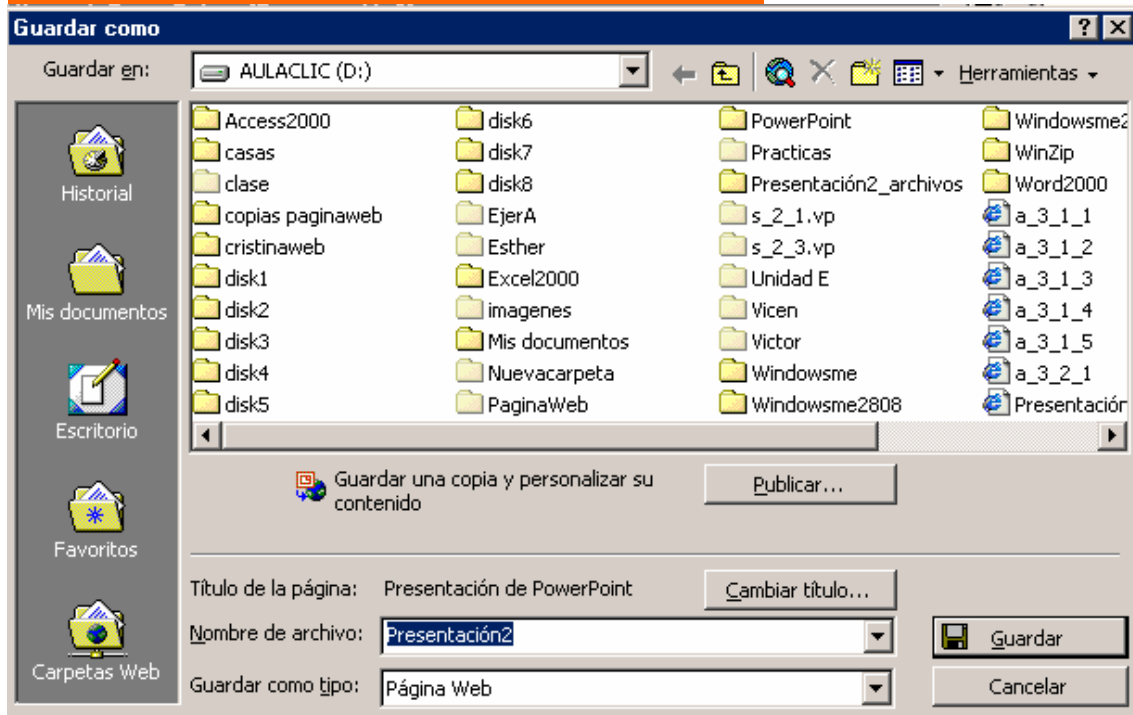 Guardar como
Guardar en:
AULACLIC (D:)
Herramientas
Historial
Mis documentos
Escritorio
Favoritos
Carpetas Web
Access2000
casas
clase
copias paginaweb
cristinaweb
disk1
disk2
disk3
disk4
disk5
disk6
disk7
disk8
EjerA
Esther
Excel2000
imagenes
Mis documentos
Nuevacarpeta
PaginaWeb
PowerPoint
Practicas
Presentación2_archivos
s_2_1.vp
s_2_3.vp
Unidad E
Vicen
Victor
Windowsme
Windowsme2808
Windowsme2
WinZip
Word2000
a_3_1_1
a_3_1_2
a_3_1_3
a_3_1_4
a_3_1_5
a_3_2_1
Presentación
Guardar una copia y personalizar su
contenido
Publicar...
Título de la página: Presentación de PowerPoint
Cambiar título...
Nombre de archivo: Presentación2
Guardar
Guardar como tipo: Página Web
Cancelar